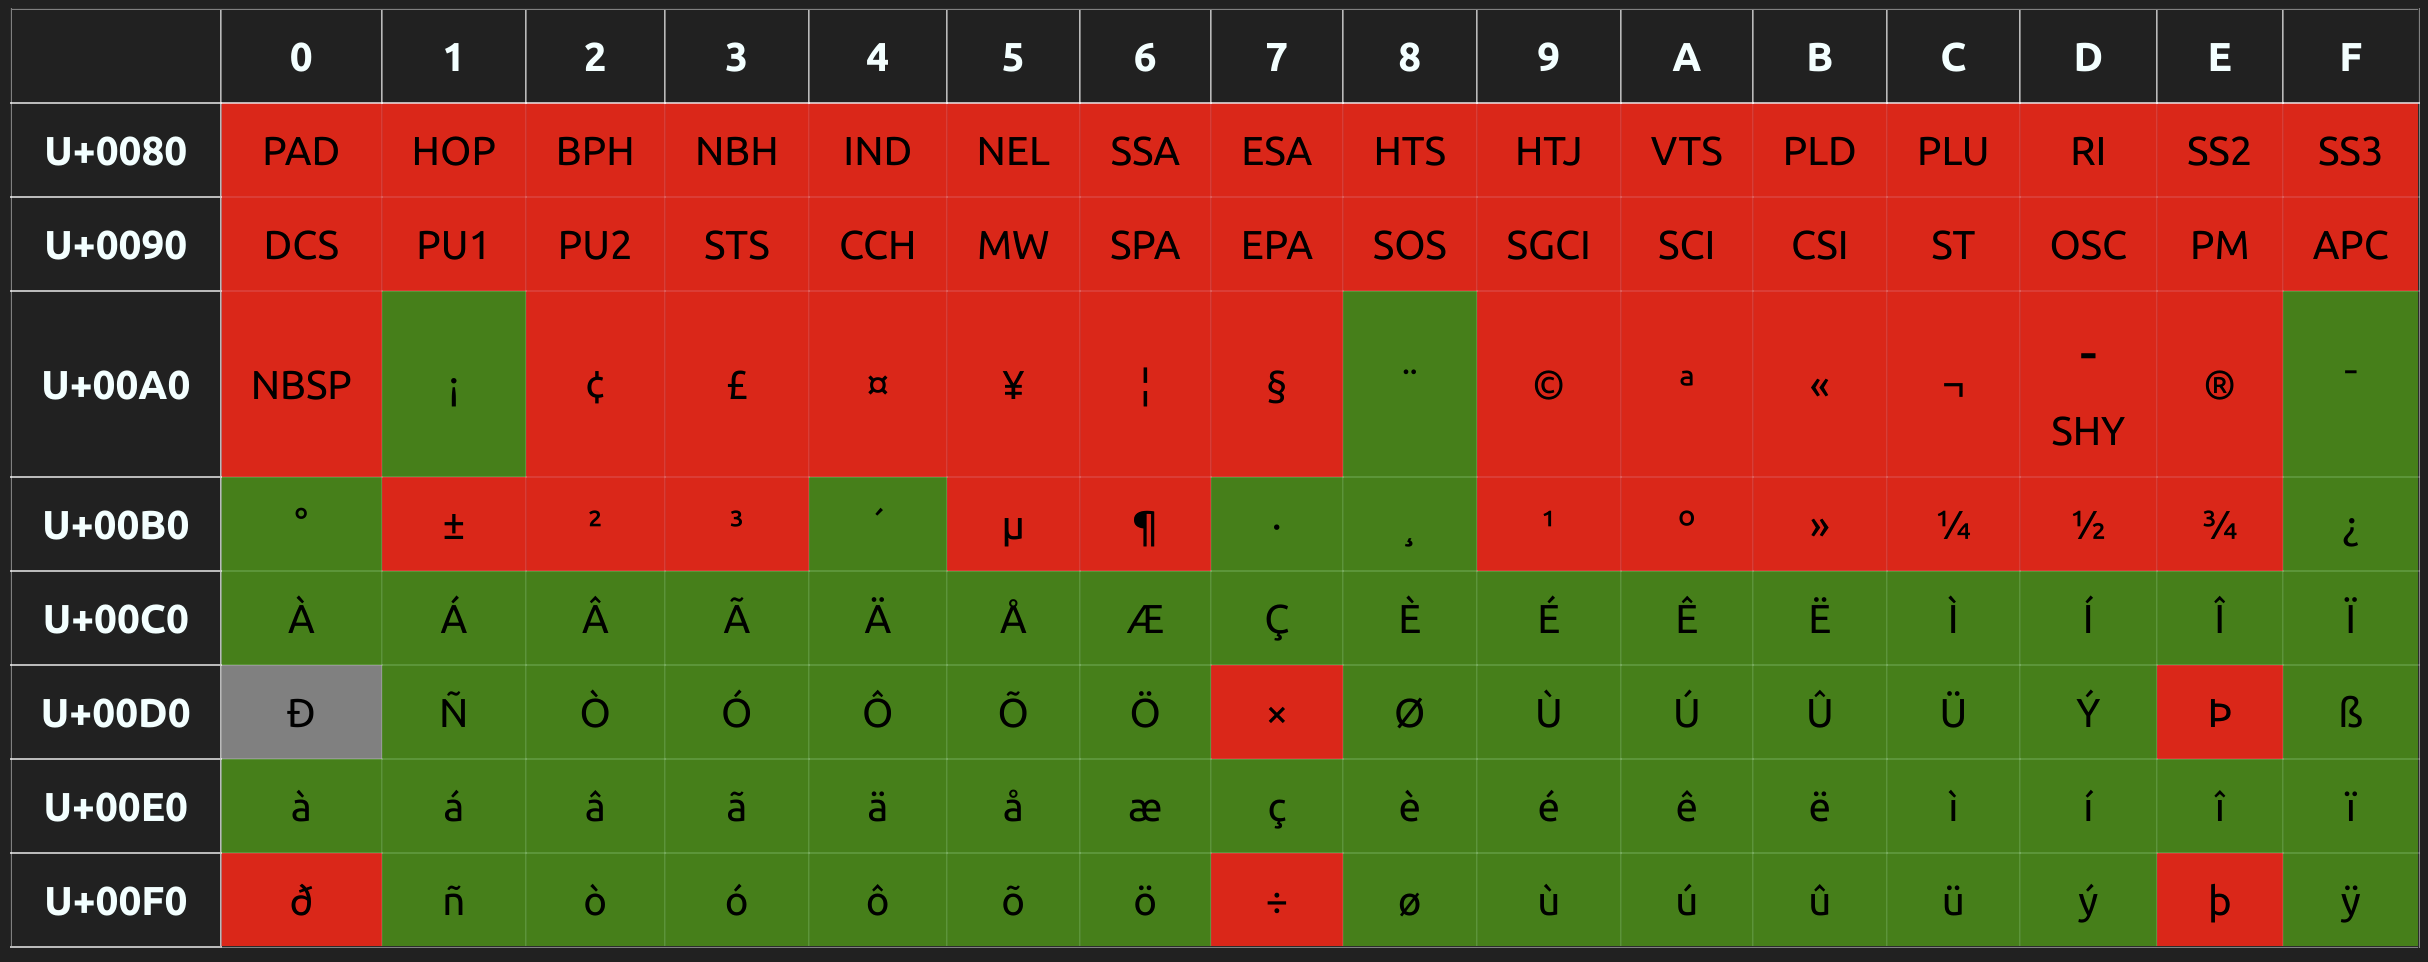 0 1 2 3 4 5 6 7 8 9 A B C D E F
U+0080 PAD HOP BPH NBH IND NEL SSA ESA HTS HTJ VTS PLD PLU RI SS2 SS3
U+0090 DCS PU1 PU2 STS CCH MW SPA EPA SOS SGCI SCI CSI ST OSC PM APC
U+00A0 NBSP ¡ ¢ £ ¤ ¥ ¦ § ¨ © ª « ¬ - SHY ® ¯
U+00B0 ° ± ² ³ ´ µ ¶ · ¸ ¹ º » ¼ ½ ¾ ¿
U+00C0 À Á Â Ã Ä Å Æ Ç È É Ê Ë Ì Í Î Ï
U+00D0 Đ Ñ Ò Ó Ô Õ Ö × Ø Ù Ú Û Ü Ý Þ ß
U+00E0 à á â ã ä å æ ç è é ê ë ì í î ï
U+00F0 ð ñ ò ó ô õ ö ÷ ø ù ú û ü ý þ ÿ